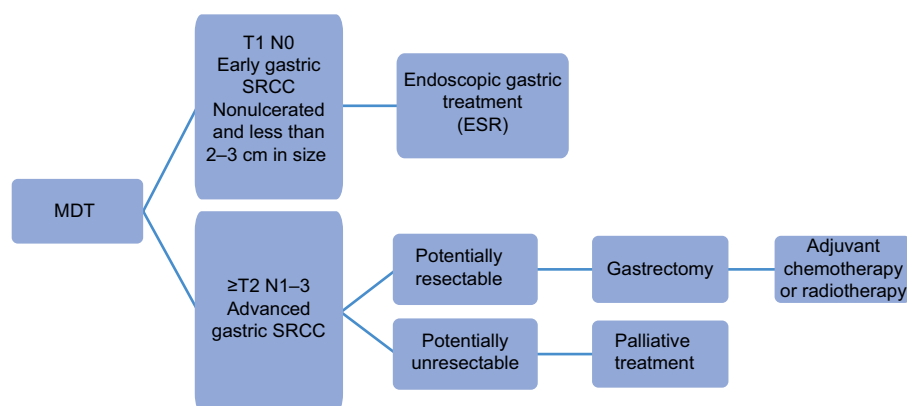 MDT
T1 N0
Early gastric
SRCC
Nonulcerated
and less than
2–3 cm in size
Endoscopic gastric
treatment
(ESR)
≥T2 N1–3
Advanced
gastric SRCC
Potentially
resectable
Gastrectomy
Adjuvant
chemotherapy
or radiotherapy
Potentially
unresectable
Palliative
treatment